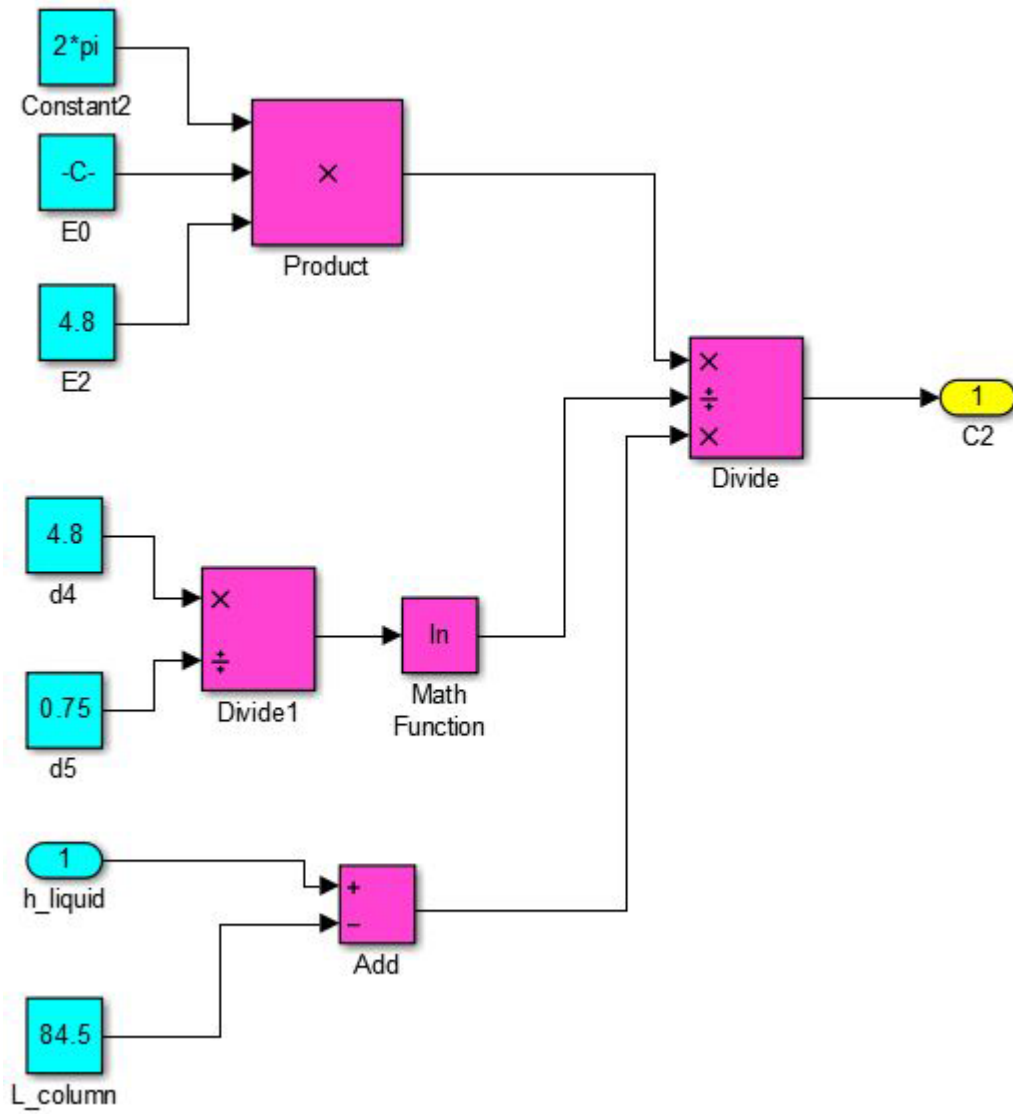 2*pi
Constant2
-C-
E0
4.8
E2
×
Product
×
÷
×
Divide
1
C2
4.8
d4
0.75
d5
×
÷
Divide1
ln
Math
Function
1
h_liquid
+
−
Add
84.5
L_column